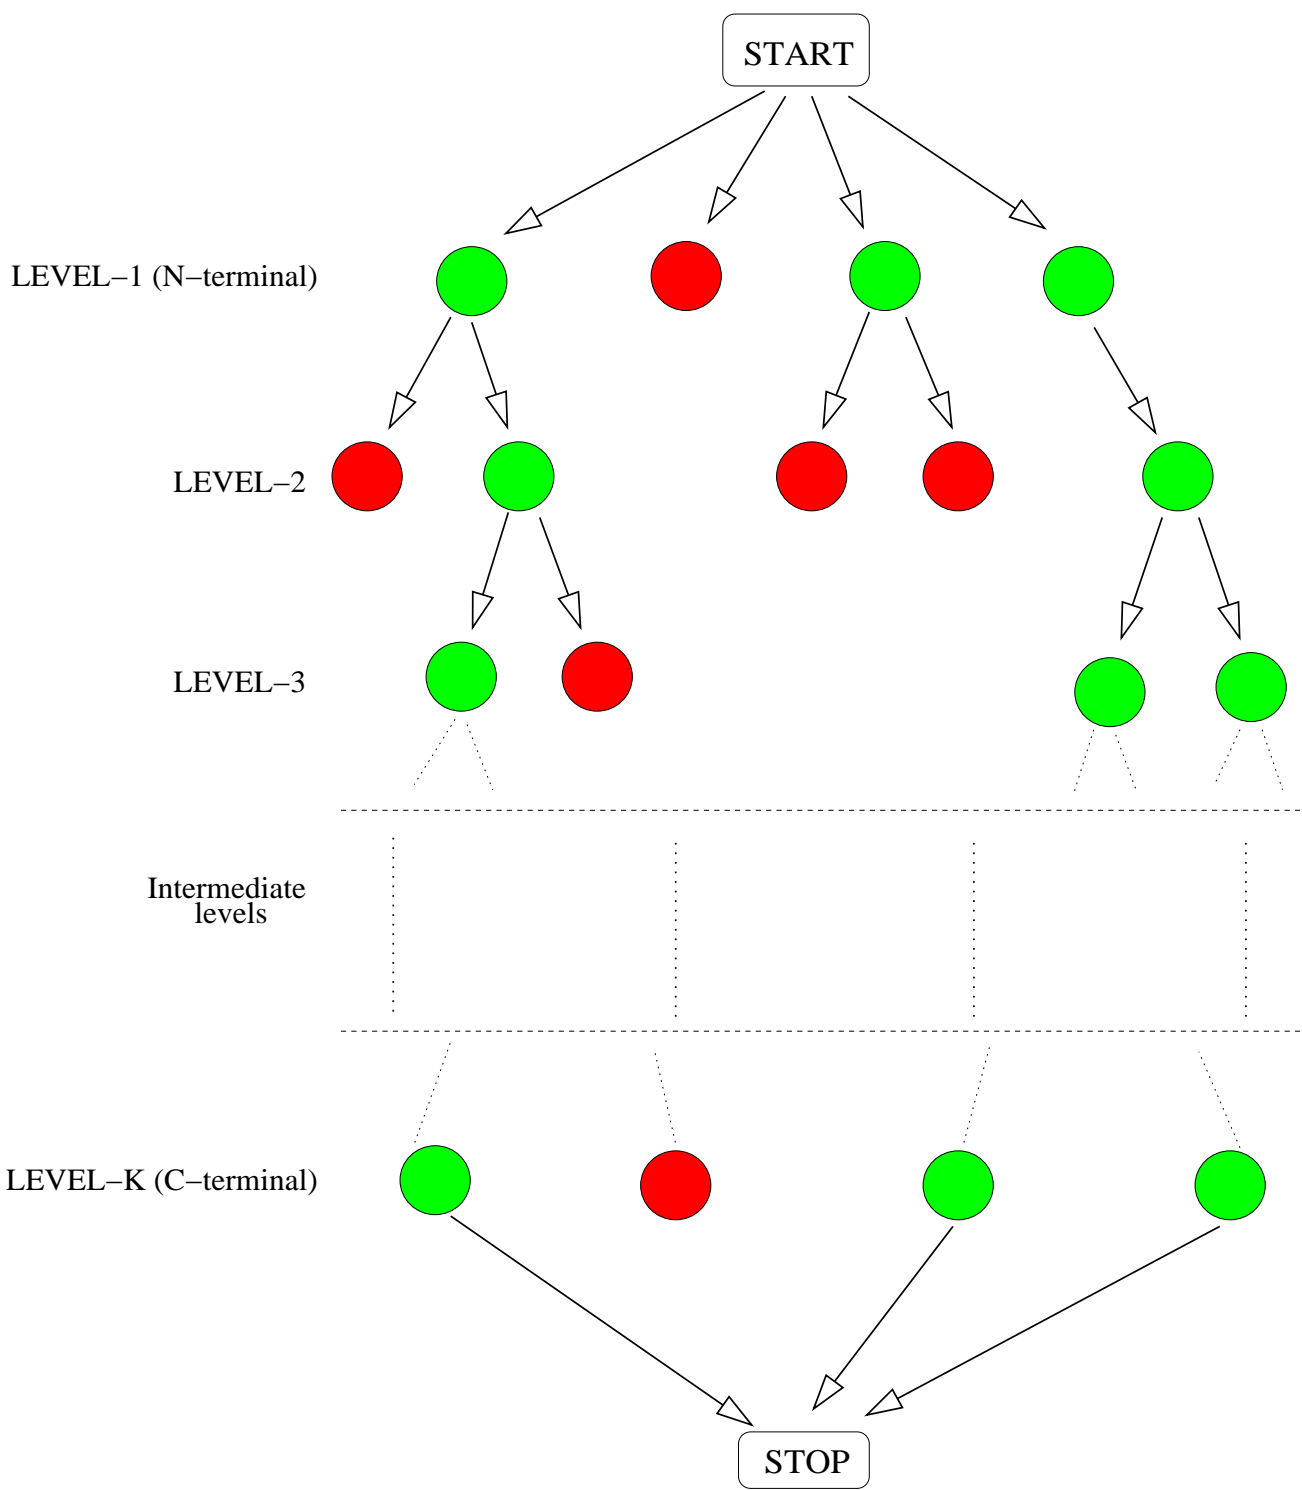 START
LEVEL−1 (N−terminal)
LEVEL−2
LEVEL−3
Intermediate
levels
LEVEL−K (C−terminal)
STOP